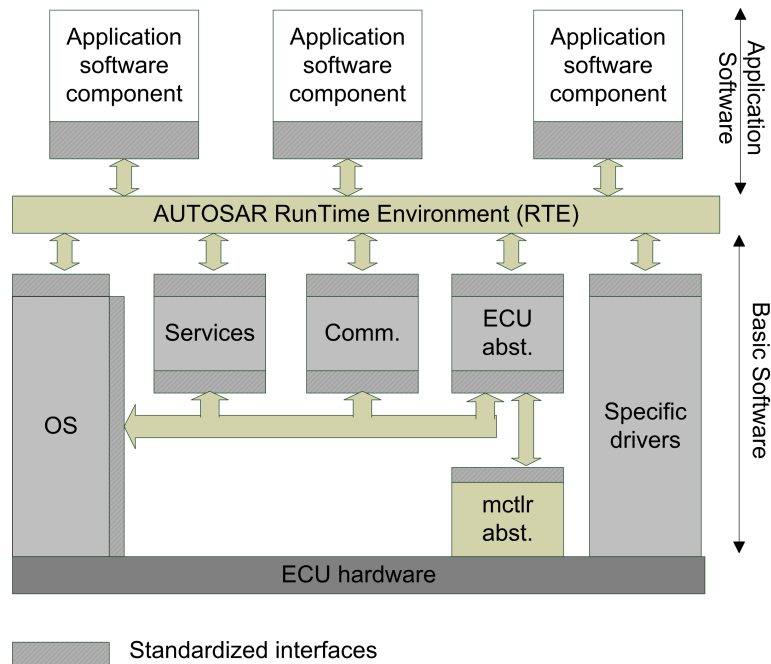 Application
software
component
Application
software
component
Application
software
component
Application
Software
AUTOSAR RunTime Environment (RTE)
Services
Comm.
ECU
abst.
OS
Specific
drivers
mctlr
abst.
Basic Software
ECU hardware
Standardized interfaces